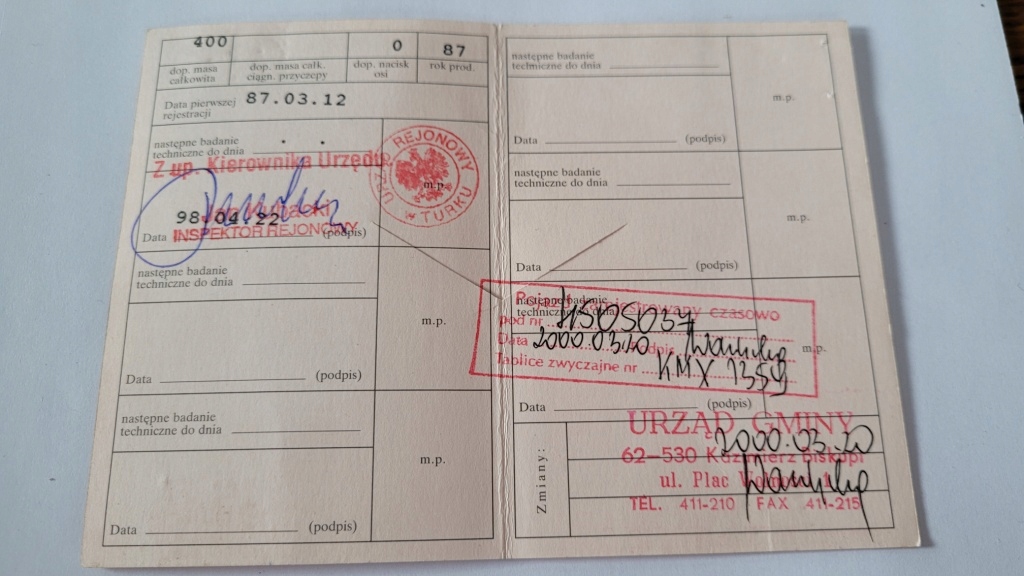 400 0 87
dop. masa całkowita dop. masa całk. ciągn. przyczepy dop. nacisk osi rok prod.
Data pierwszej rejestracji 87.03.12
następne badanie
techniczne do dnia
Z up. Kierownika Urzędu
URZĄD REJONOWY w TURKU
m.p.
98.04.22
INSPEKTOR REJONOWY
Data (podpis)
następne badanie
techniczne do dnia
m.p.
Data (podpis)
następne badanie
techniczne do dnia
m.p.
Data (podpis)
następne badanie
techniczne do dnia
m.p.
Data (podpis)
następne badanie
techniczne do dnia
m.p.
Data (podpis)
następne badanie
techniczne do dnia
czasowo
pod nr
Data 2000.03.20
m.p.
Tablice zwyczajne nr KMX 1359
Data (podpis)
Zmiany:
URZĄD GMINY
2000.03.20
62-530 Kazimierz Biskupi
ul. Plac
TEL. 411-210 FAX 411-215